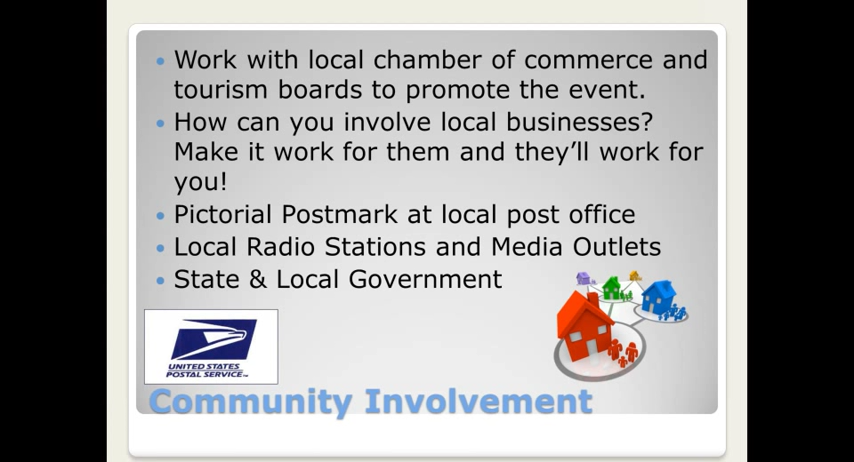 Work with local chamber of commerce and
tourism boards to promote the event.
How can you involve local businesses?
Make it work for them and they’ll work for
you!
Pictorial Postmark at local post office
Local Radio Stations and Media Outlets
State & Local Government
UNITED STATES
POSTAL SERVICE™
Community Involvement